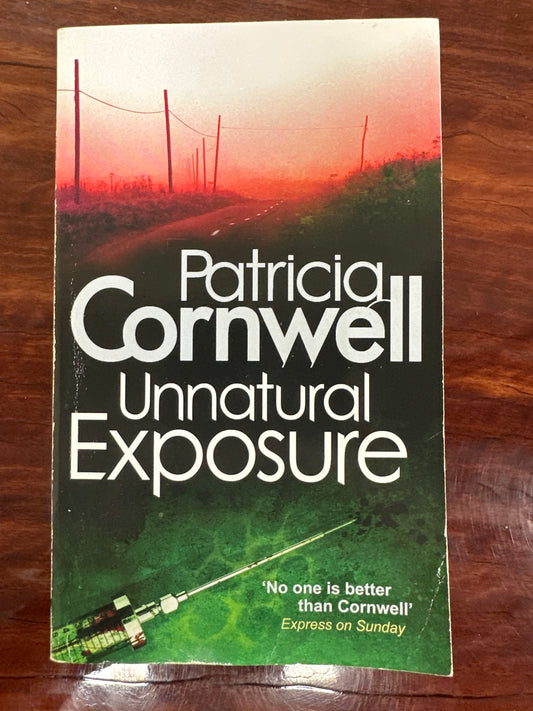 Patricia
Cornwell
Unnatural
Exposure
‘No one is better
than Cornwell’
Express on Sunday